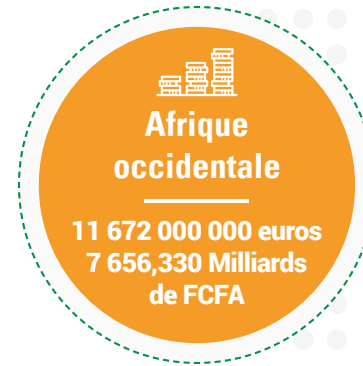 Afrique
occidentale
11 672 000 000 euros
7 656,330 Milliards
de FCFA